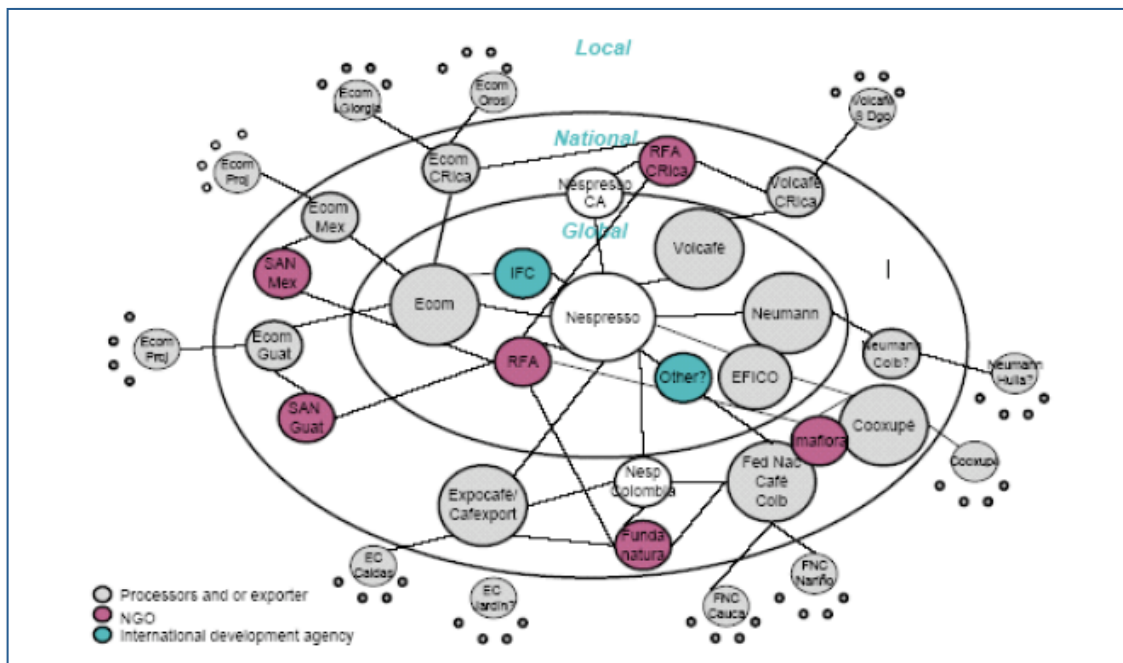 Local
Ecom
LGiorgia
Ecom
Orosi
Volcafé
S Dgo
National
Ecom
CRica
RFA
CRica
Ecom
Proj
Nespresso
CA
Volcafé
CRica
Ecom
Mex
Global
Volcafé
SAN
Mex
IFC
Ecom
Nespresso
Neumann
Ecom
Proj
Ecom
Guat
RFA
Other?
EFICO
Neumann
Colb?
Neumann
Huila?
SAN
Guat
Cooxupé
Imaflora
Cooxupé
Nesp
Colombia
Fed Nac
Café
Colb
Expocafé/
Cafexport
Funda
natura
EC
Caldas
EC
Jardín?
FNC
Nariño
FNC
Cauca
Processors and or exporter
NGO
International development agency